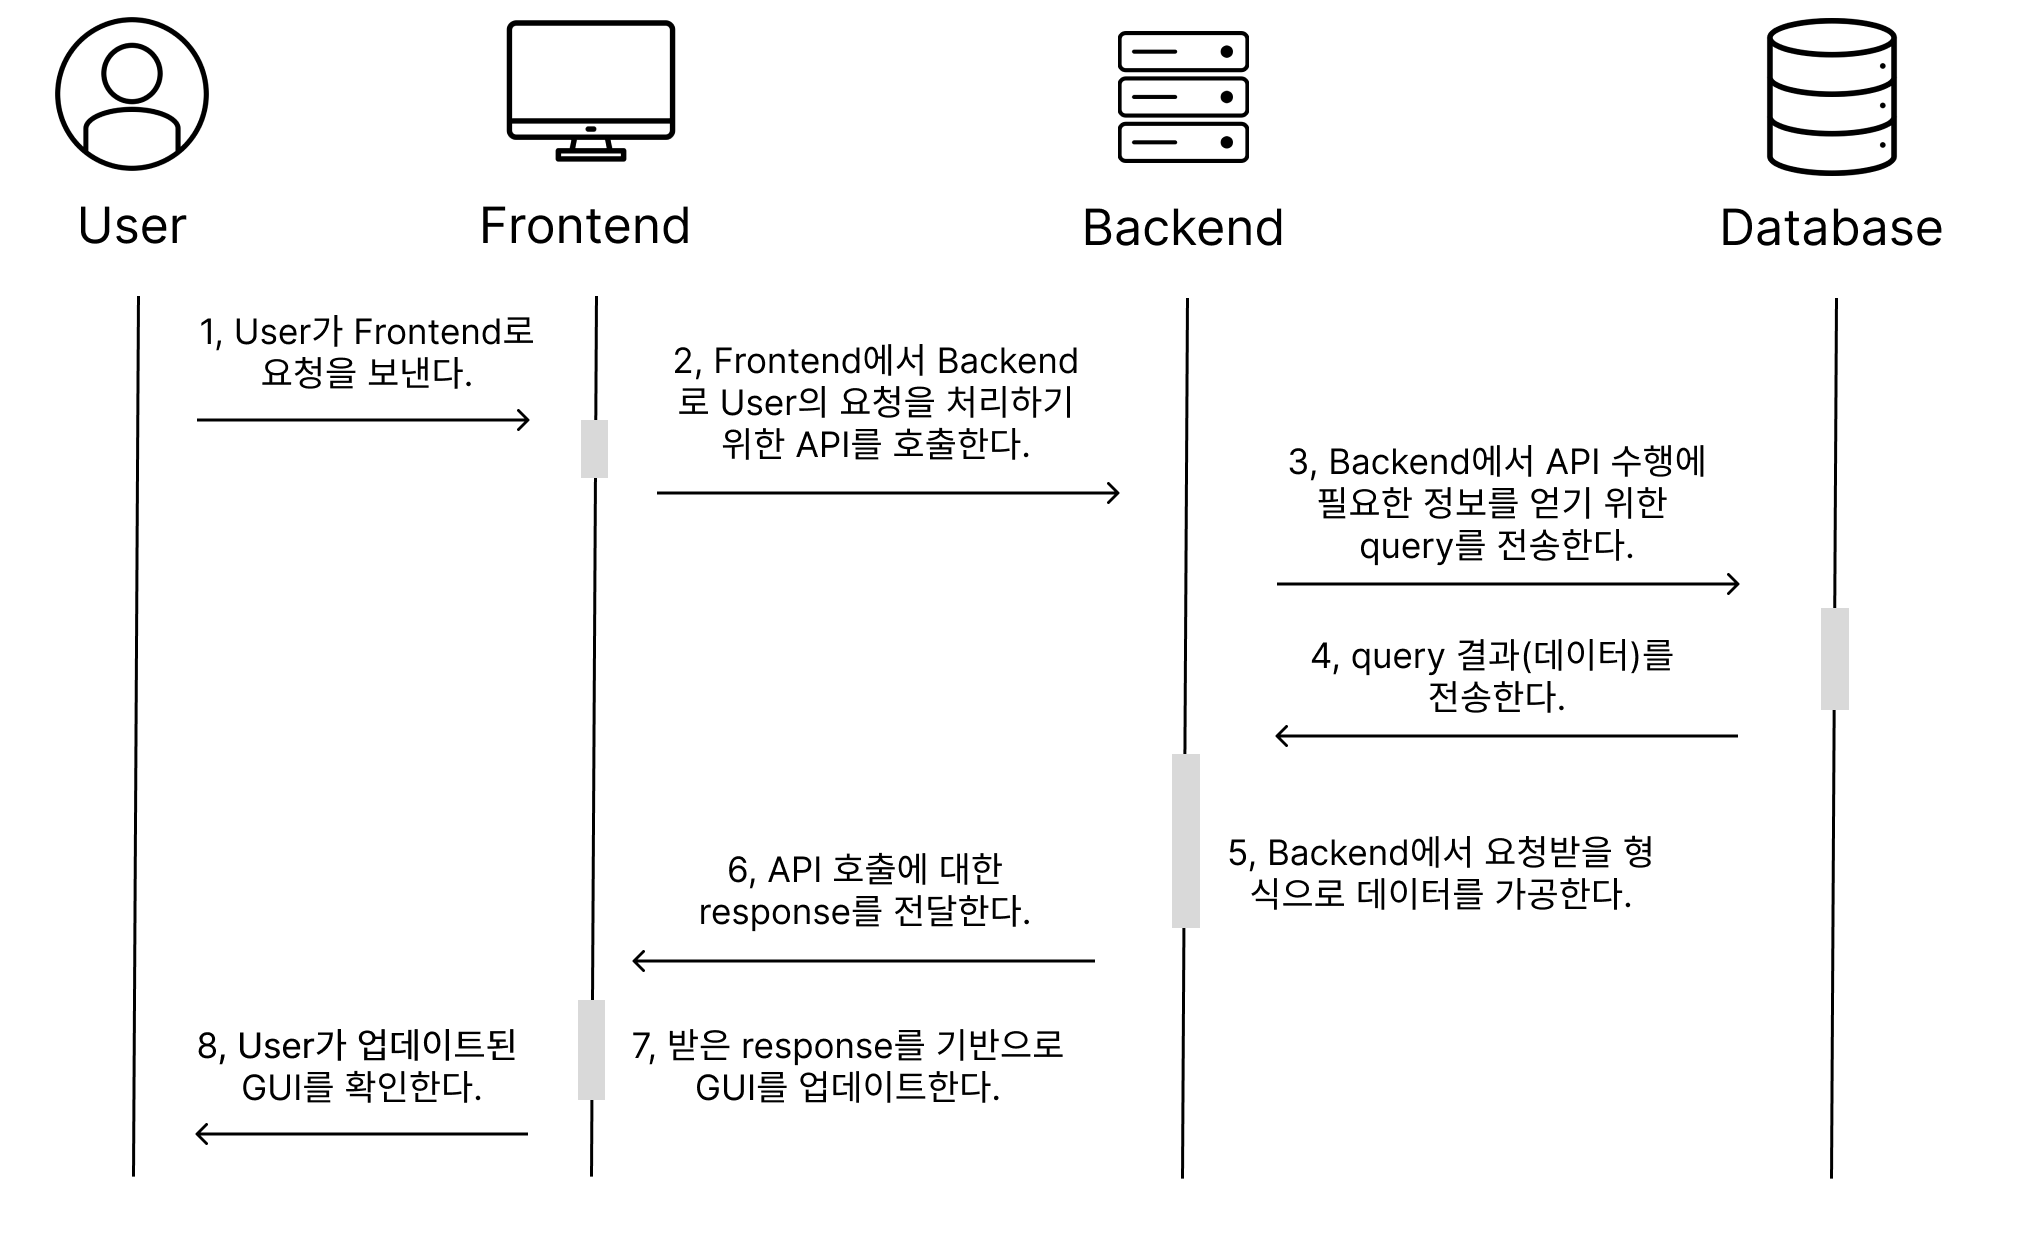 User
Frontend
Backend
Database
1, User가 Frontend로
요청을 보낸다.
2, Frontend에서 Backend
로 User의 요청을 처리하기
위한 API를 호출한다.
3, Backend에서 API 수행에
필요한 정보를 얻기 위한
query를 전송한다.
4, query 결과(데이터)를
전송한다.
5, Backend에서 요청받을 형
식으로 데이터를 가공한다.
6, API 호출에 대한
response를 전달한다.
7, 받은 response를 기반으로
GUI를 업데이트한다.
8, User가 업데이트된
GUI를 확인한다.